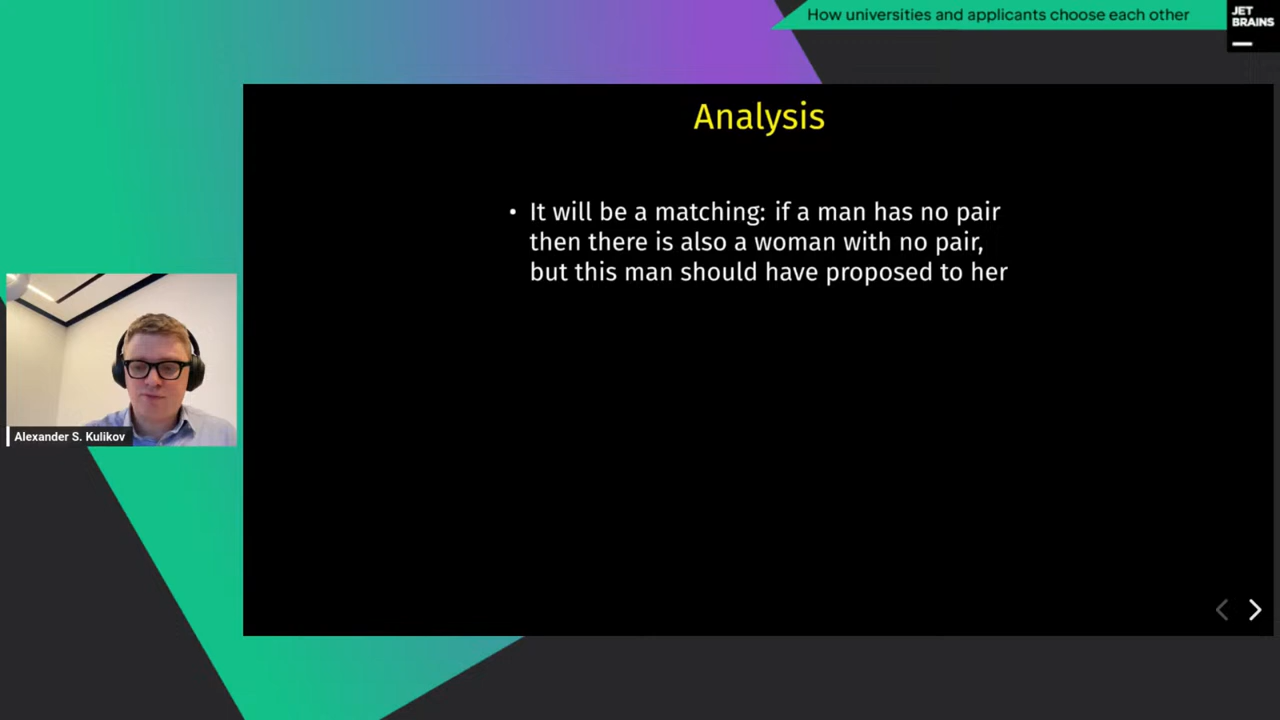 How universities and applicants choose each other
JET
BRAINS
Analysis
• It will be a matching: if a man has no pair
then there is also a woman with no pair,
but this man should have proposed to her
Alexander S. Kulikov